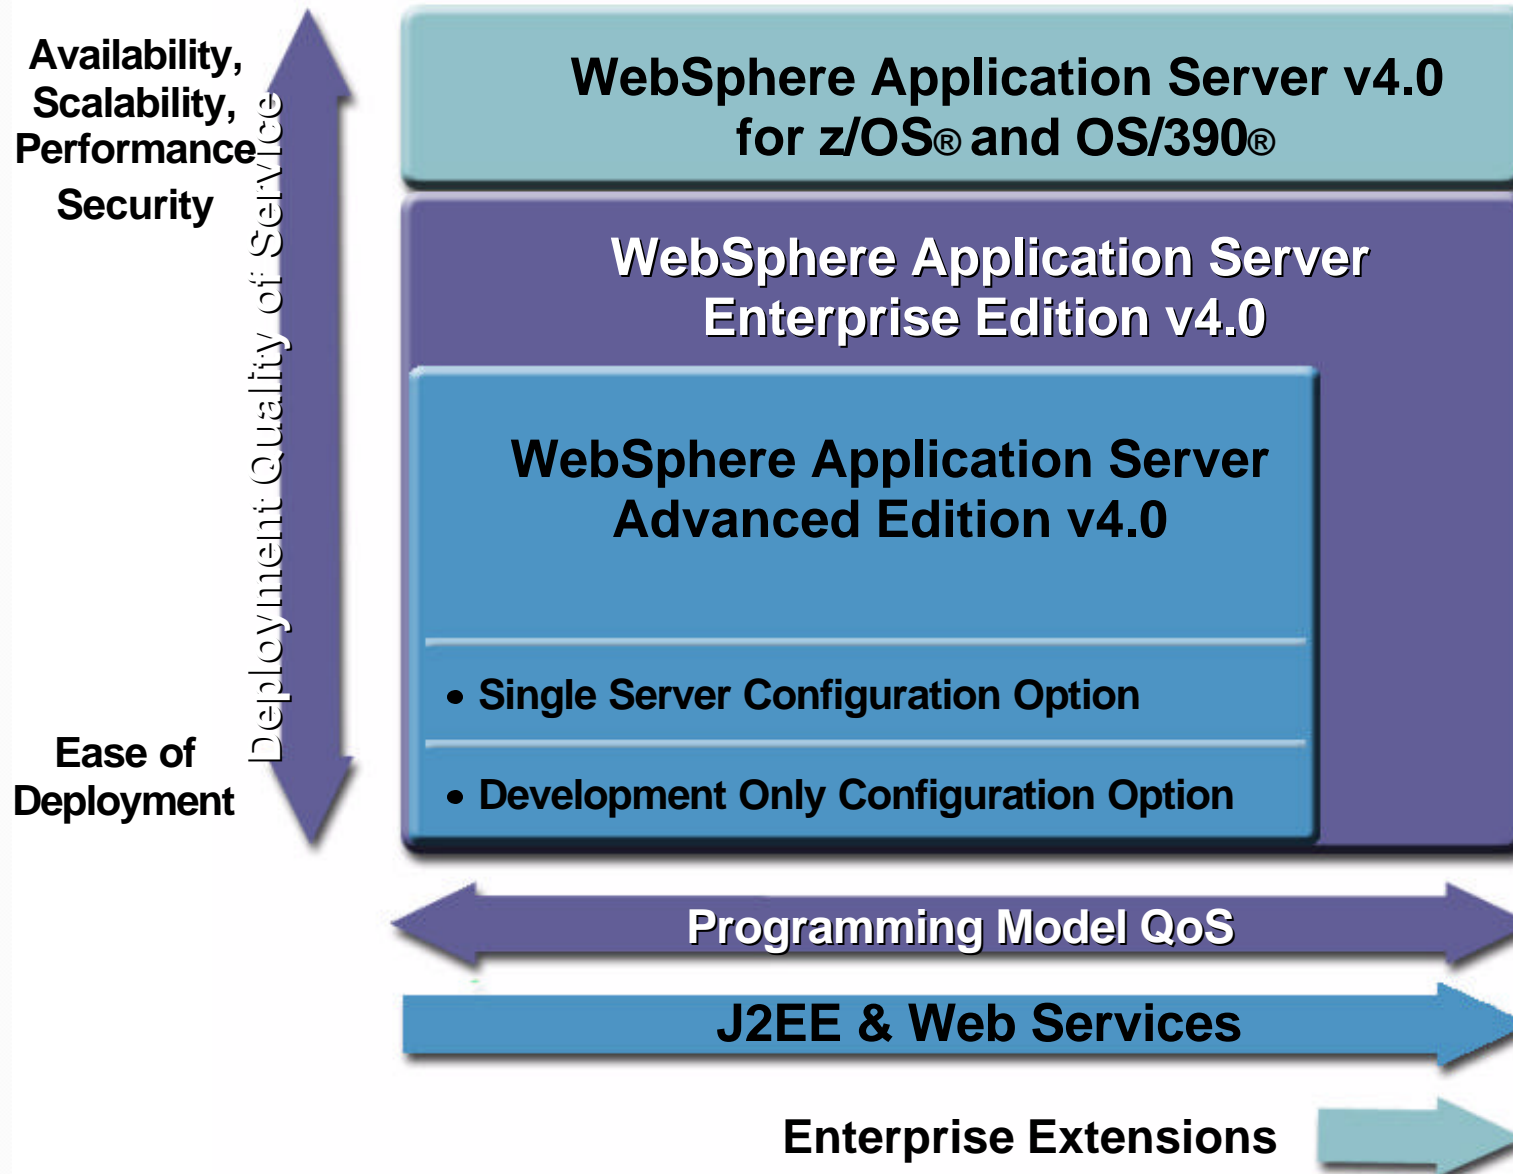 Availability,
Scalability,
Performance
Security
Deployment Quality of Service
Ease of
Deployment
WebSphere Application Server v4.0
for z/OS® and OS/390®
WebSphere Application Server
Enterprise Edition v4.0
WebSphere Application Server
Advanced Edition v4.0
• Single Server Configuration Option
• Development Only Configuration Option
Programming Model QoS
J2EE & Web Services
Enterprise Extensions